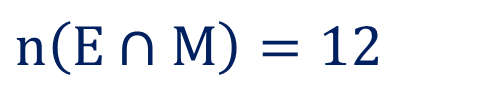 n(E ∩ M) = 12